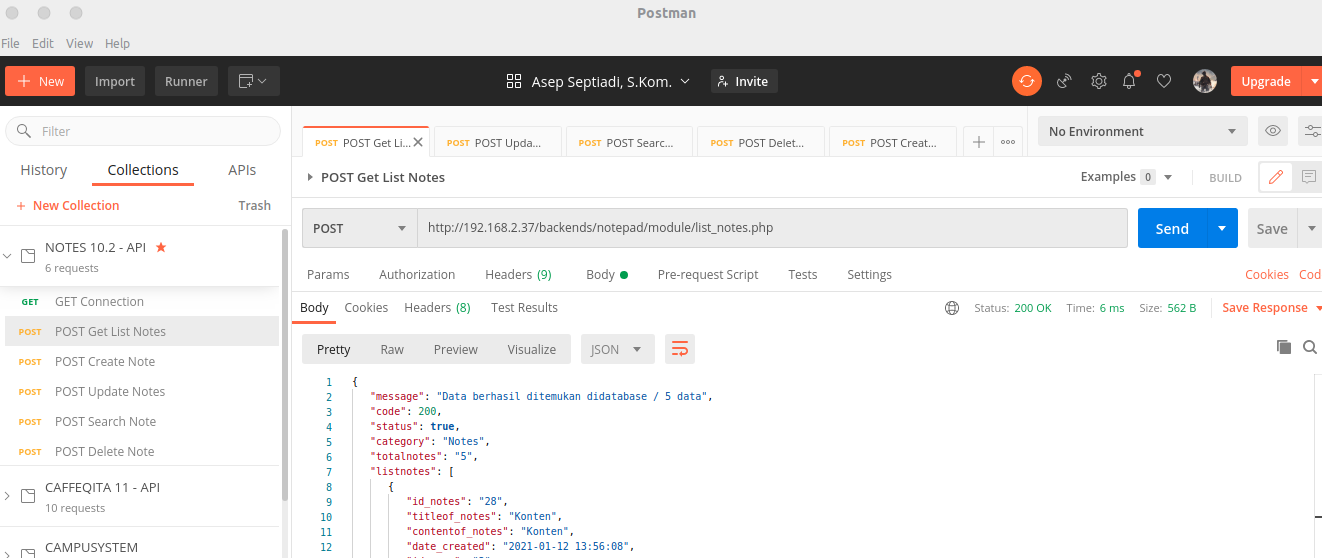 Postman
File Edit View Help
New Import Runner Asep Septiadi, S.Kom. Invite Upgrade
Filter
History Collections APIs
+ New Collection Trash
NOTES 10.2 - API
6 requests
GET GET Connection
POST POST Get List Notes
POST POST Create Note
POST POST Update Notes
POST POST Search Note
POST POST Delete Note
CAFFEQITA 11 - API
10 requests
CAMPUSYSTEM
POST POST Get Li... POST POST Upda... POST POST Searc... POST POST Delet... POST POST Creat... No Environment
POST Get List Notes Examples 0 BUILD
POST http://192.168.2.37/backends/notepad/module/list_notes.php Send Save
Params Authorization Headers (9) Body Pre-request Script Tests Settings Cookies Cod
Body Cookies Headers (8) Test Results Status: 200 OK Time: 6 ms Size: 562 B Save Response
Pretty Raw Preview Visualize JSON
1 {
2 "message": "Data berhasil ditemukan didatabase / 5 data",
3 "code": 200,
4 "status": true,
5 "category": "Notes",
6 "totalnotes": "5",
7 "listnotes": [
8 {
9 "id_notes": "28",
10 "titleof_notes": "Konten",
11 "contentof_notes": "Konten",
12 "date_created": "2021-01-12 13:56:08",